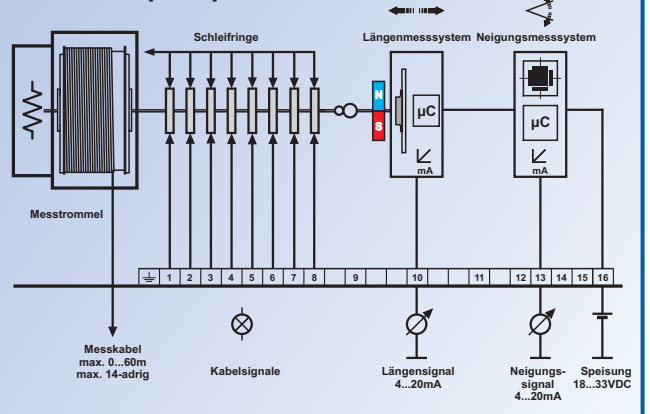 Schleifringe
Längenmesssystem Neigungsmesssystem
N
S
µC
µC
mA
mA
Messtrommel
1 2 3 4 5 6 7 8 9 10 11 12 13 14 15 16
Messkabel
max. 0...60m
max. 14-adrig
Kabelsignale
Längensignal
4...20mA
Neigungs-
signal
4...20mA
Speisung
18...33VDC